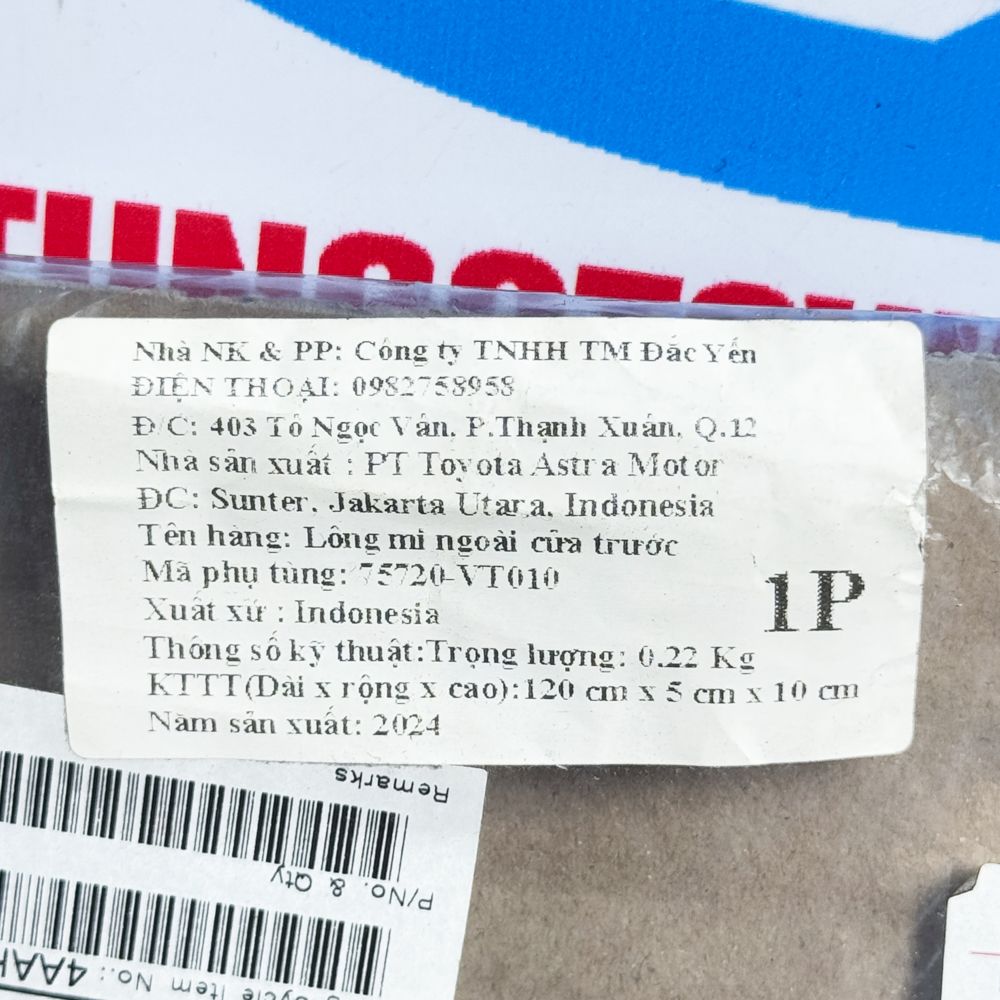 Nhà NK & PP: Công ty TNHH TM Đắc Yến
ĐIỆN THOẠI: 0982758958
Đ/C: 403 Tô Ngọc Vân, P.Thạnh Xuân, Q.12
Nhà sản xuất : PT Toyota Astra Motor
ĐC: Sunter, Jakarta Utara, Indonesia
Tên hàng: Lông mi ngoài cửa trước
Mã phụ tùng: 75720-VT010
Xuất xứ : Indonesia
1P
Thông số kỹ thuật:Trọng lượng: 0.22 Kg
KTTT(Dài x rộng x cao):120 cm x 5 cm x 10 cm
Năm sản xuất: 2024
Remarks
P/No. & Qty
Item No.: 4AA